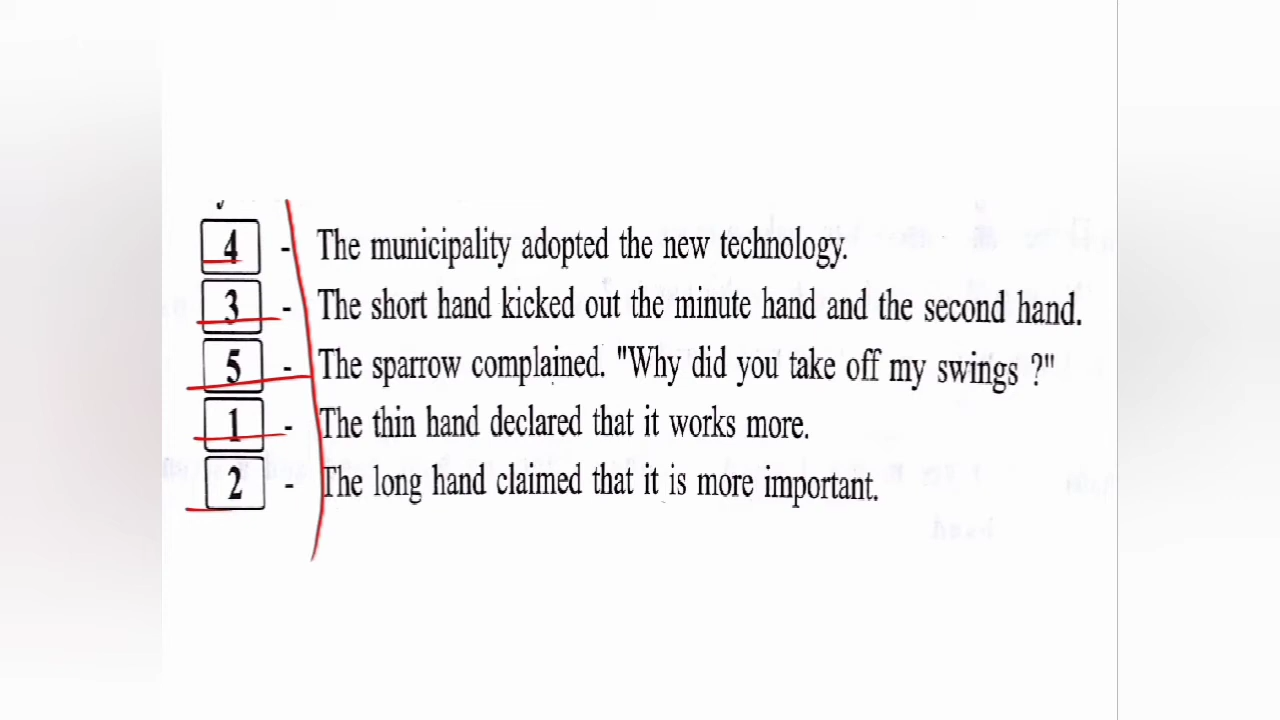 4 - The municipality adopted the new technology.
3 - The short hand kicked out the minute hand and the second hand.
5 - The sparrow complained. "Why did you take off my swings ?"
1 - The thin hand declared that it works more.
2 - The long hand claimed that it is more important.